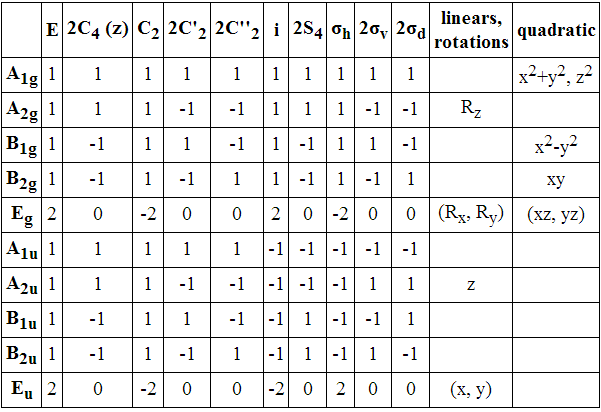 E 2C₄ (z) C₂ 2C'₂ 2C''₂ i 2S₄ σₕ 2σᵥ 2σd linears, quadratic
rotations
A₁g 1 1 1 1 1 1 1 1 1 1 x²+y², z²
A₂g 1 1 1 -1 -1 1 1 1 -1 -1 Rz
B₁g 1 -1 1 1 -1 1 -1 1 1 -1 x²-y²
B₂g 1 -1 1 -1 1 1 -1 1 -1 1 xy
Eg 2 0 -2 0 0 2 0 -2 0 0 (Rx, Ry) (xz, yz)
A₁u 1 1 1 1 1 -1 -1 -1 -1 -1
A₂u 1 1 1 -1 -1 -1 -1 -1 1 1 z
B₁u 1 -1 1 1 -1 -1 1 -1 -1 1
B₂u 1 -1 1 -1 1 -1 1 -1 1 -1
Eu 2 0 -2 0 0 -2 0 2 0 0 (x, y)